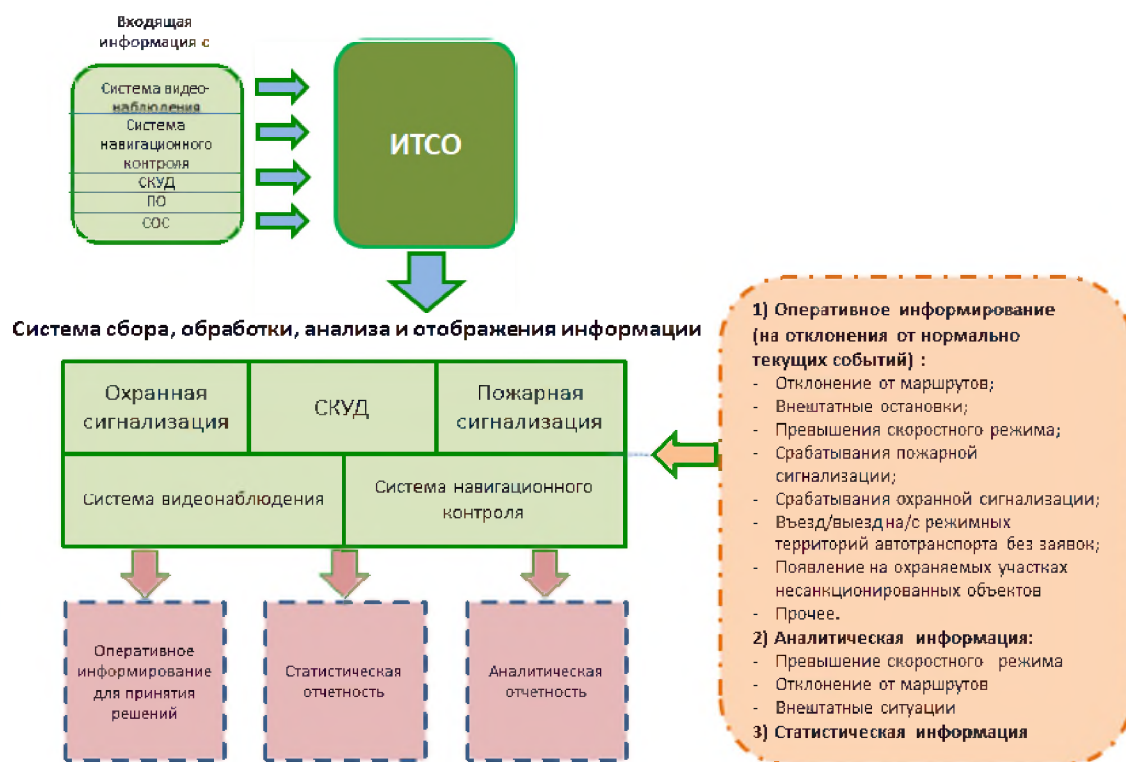 Входящая
информация с
Система видео-
наблюдения
Система
навигационного
контроля
СКУД
ПО
СОС
ИТСО
Система сбора, обработки, анализа и отображения информации
Охранная
сигнализация
СКУД
Пожарная
сигнализация
Система видеонаблюдения
Система навигационного
контроля
Оперативное
информирование
для принятия
решений
Статистическая
отчетность
Аналитическая
отчетность
1) Оперативное информирование
(на отклонения от нормально
текущих событий) :
- Отклонение от маршрутов;
- Внештатные остановки;
- Превышения скоростного режима;
- Срабатывания пожарной
сигнализации;
- Срабатывания охранной сигнализации;
- Въезд/выезд на/с режимных
территорий автотранспорта без заявок;
- Появление на охраняемых участках
несанкционированных объектов
- Прочее.
2) Аналитическая информация:
- Превышение скоростного режима
- Отклонение от маршрутов
- Внештатные ситуации
3) Статистическая информация